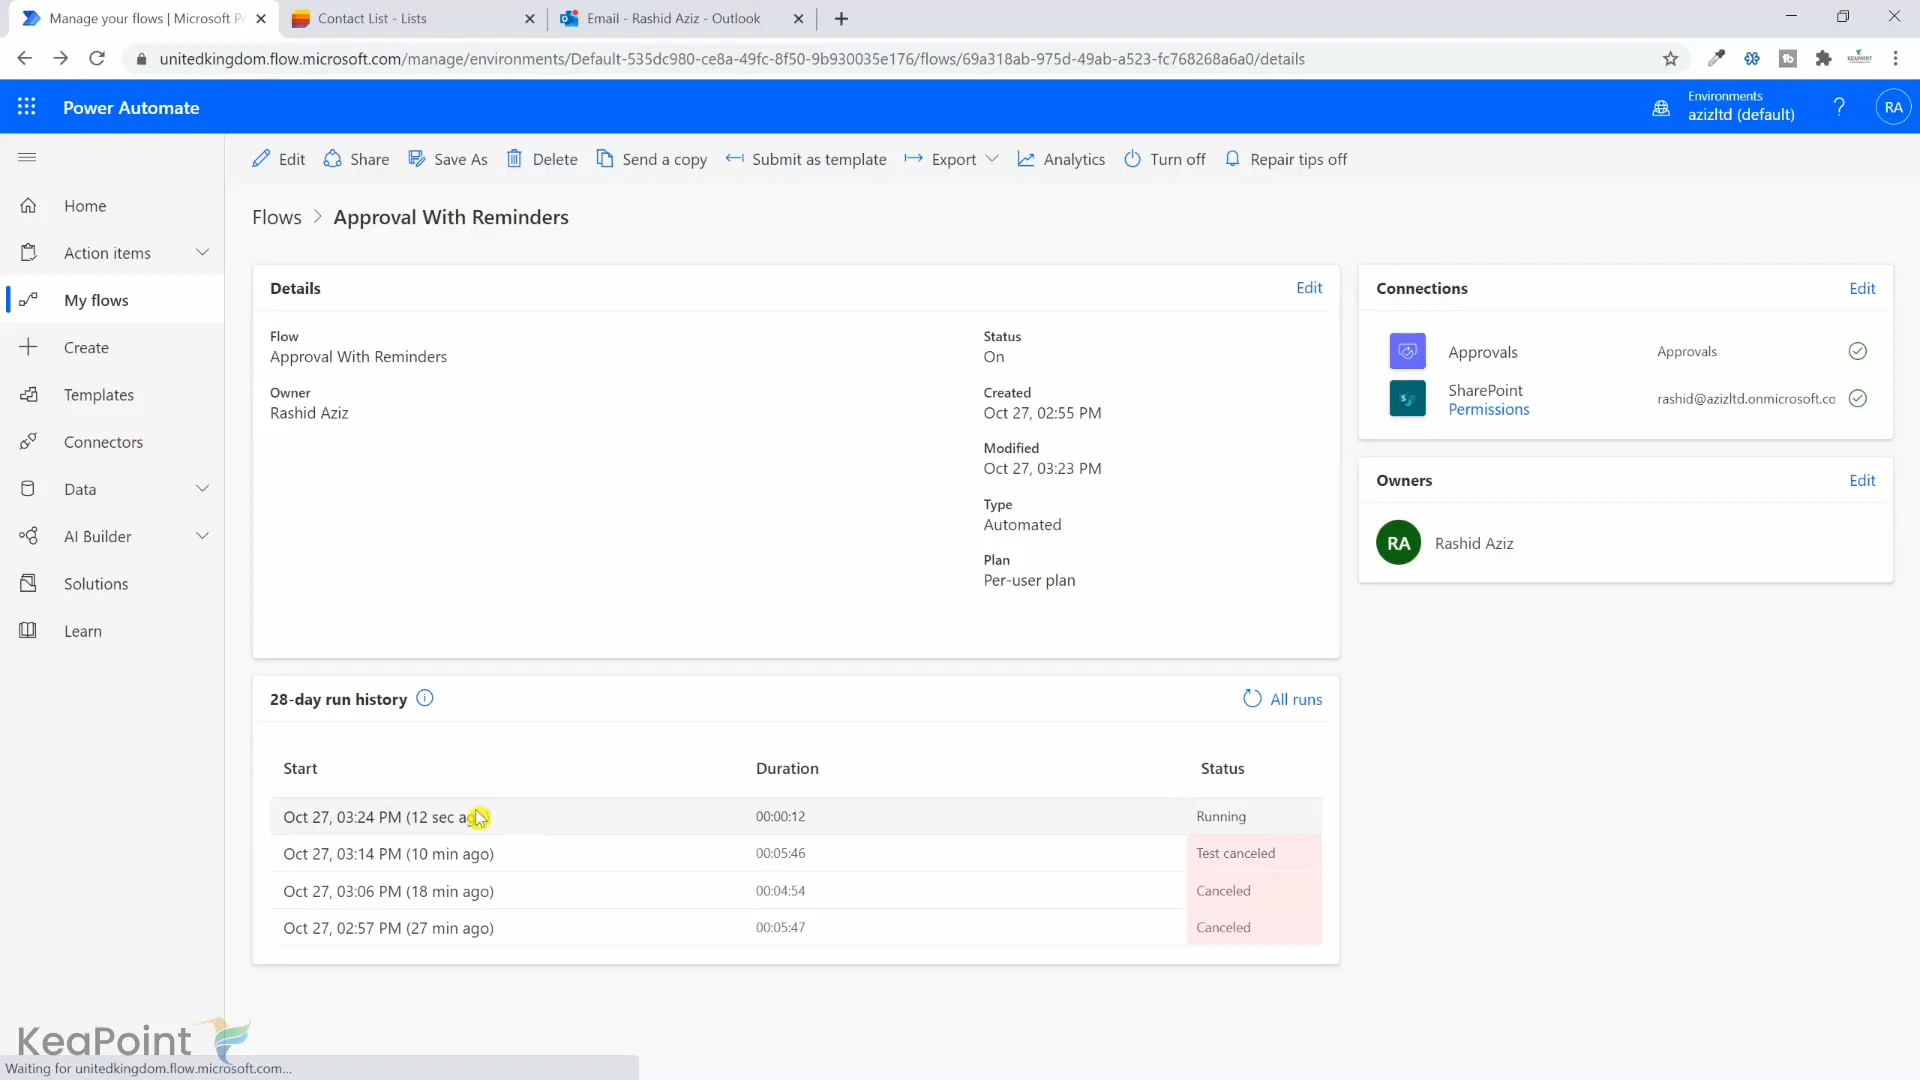 Manage your flows | Microsoft P
Contact List - Lists
Email - Rashid Aziz - Outlook
unitedkingdom.flow.microsoft.com/manage/environments/Default-535dc980-ce8a-49fc-8f50-9b930035e176/flows/69a318ab-975d-49ab-a523-fc768268a6a0/details
Power Automate
Environments
azizltd (default)
?
RA
Edit
Share
Save As
Delete
Send a copy
Submit as template
Export
Analytics
Turn off
Repair tips off
Home
Action items
My flows
Create
Templates
Connectors
Data
AI Builder
Solutions
Learn
Flows > Approval With Reminders
Details
Edit
Flow
Approval With Reminders
Owner
Rashid Aziz
Status
On
Created
Oct 27, 02:55 PM
Modified
Oct 27, 03:23 PM
Type
Automated
Plan
Per-user plan
Connections
Edit
Approvals
Approvals
SharePoint
Permissions
rashid@azizltd.onmicrosoft.co
Owners
Edit
RA
Rashid Aziz
28-day run history
All runs
Start Duration Status
Oct 27, 03:24 PM (12 sec ag 00:00:12 Running
Oct 27, 03:14 PM (10 min ago) 00:05:46 Test canceled
Oct 27, 03:06 PM (18 min ago) 00:04:54 Canceled
Oct 27, 02:57 PM (27 min ago) 00:05:47 Canceled
KeaPoint
Waiting for unitedkingdom.flow.microsoft.com...